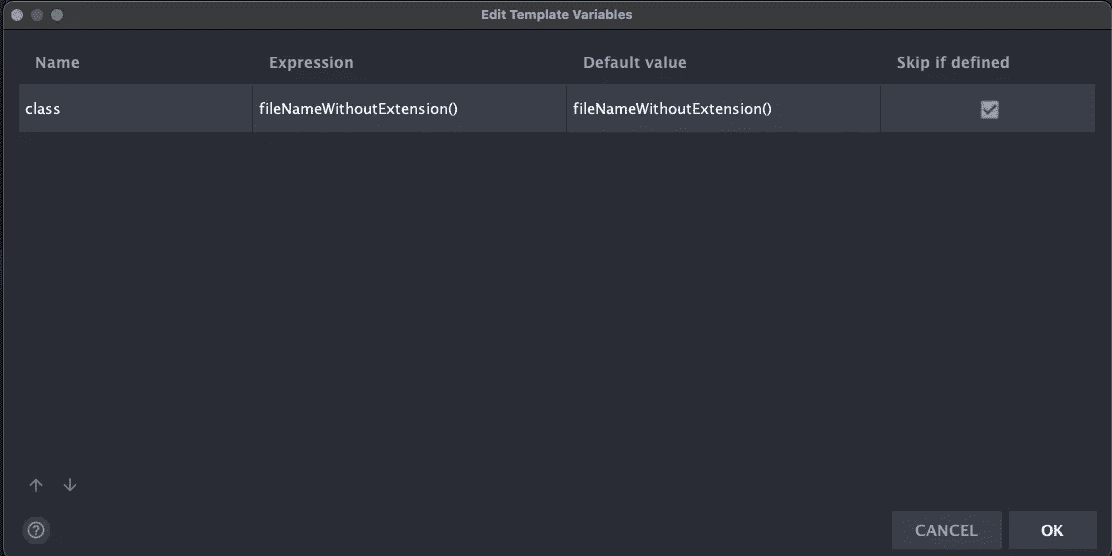 Edit Template Variables
Name Expression Default value Skip if defined
class fileNameWithoutExtension() fileNameWithoutExtension()
?
CANCEL OK